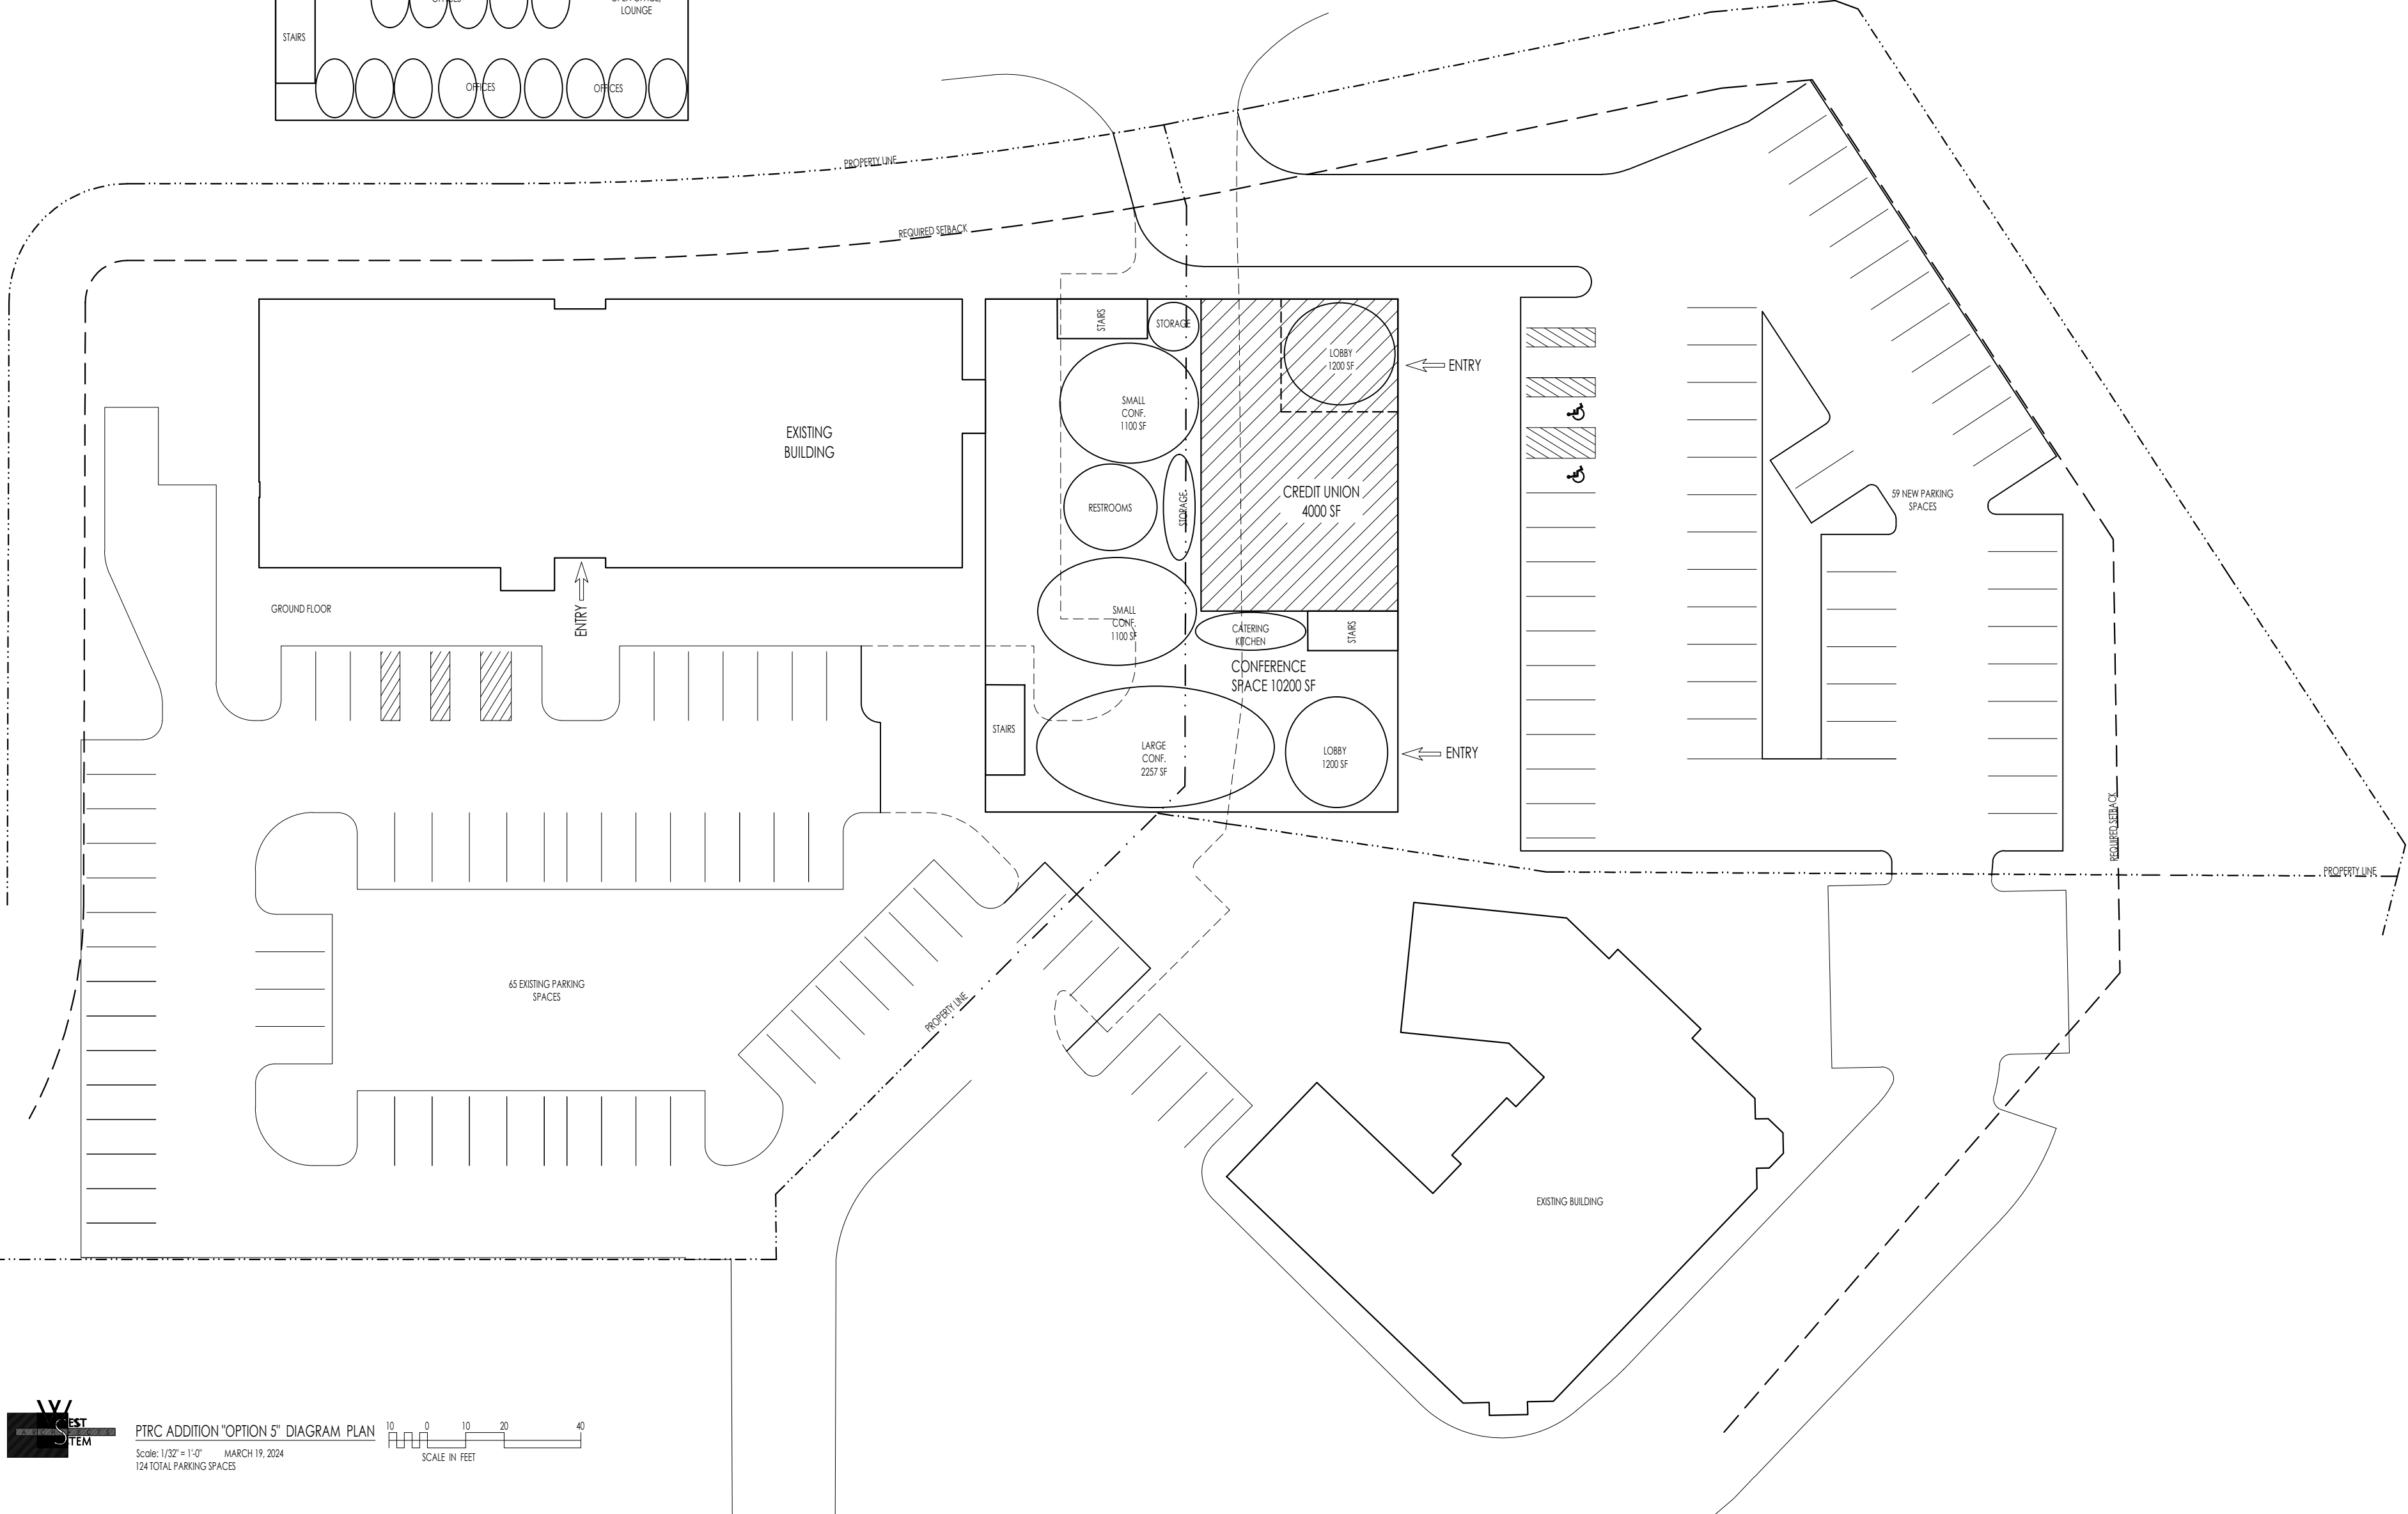 OFFICES
LOUNGE
STAIRS
OFFICES
OFFICES
PROPERTY LINE
REQUIRED SETBACK
STAIRS
STORAGE
LOBBY
1200 SF
ENTRY
SMALL
CONF.
1100 SF
EXISTING
BUILDING
CREDIT UNION
4000 SF
59 NEW PARKING
SPACES
RESTROOMS
STORAGE
GROUND FLOOR
ENTRY
SMALL
CONF.
1100 SF
CATERING
KITCHEN
STAIRS
CONFERENCE
SPACE 10200 SF
STAIRS
LARGE
CONF.
2257 SF
LOBBY
1200 SF
ENTRY
REQUIRED SETBACK
PROPERTY LINE
65 EXISTING PARKING
SPACES
PROPERTY LINE
EXISTING BUILDING
WEST
STEM
PTRC ADDITION "OPTION 5" DIAGRAM PLAN
Scale: 1/32" = 1'-0" MARCH 19, 2024
124 TOTAL PARKING SPACES
10 0 10 20 40
SCALE IN FEET